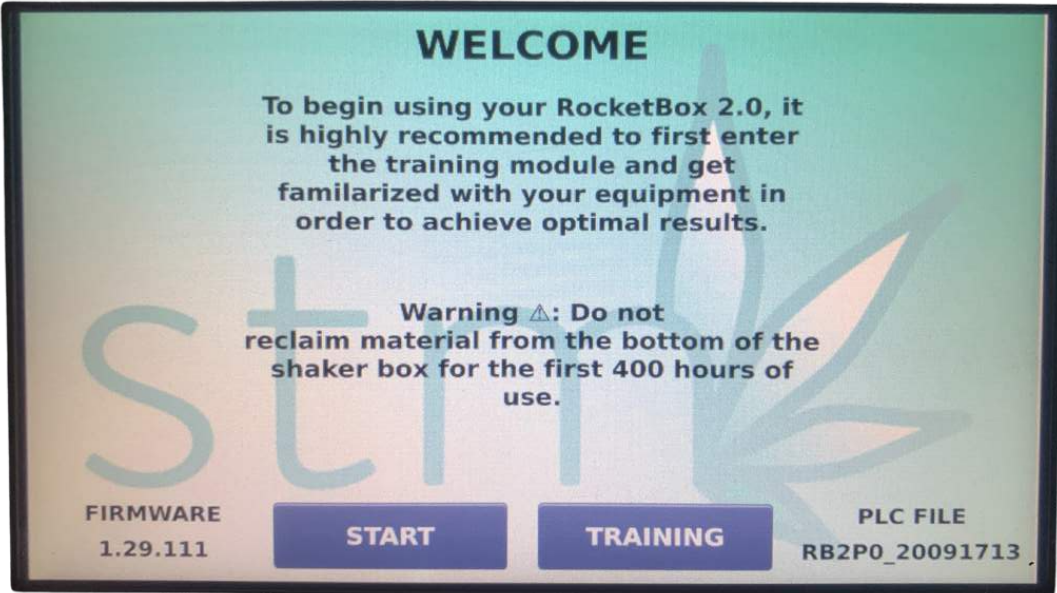 WELCOME
To begin using your RocketBox 2.0, it
is highly recommended to first enter
the training module and get
familarized with your equipment in
order to achieve optimal results.
stm
Warning ⚠: Do not
reclaim material from the bottom of the
shaker box for the first 400 hours of
use.
FIRMWARE
1.29.111
START
TRAINING
PLC FILE
RB2P0_20091713